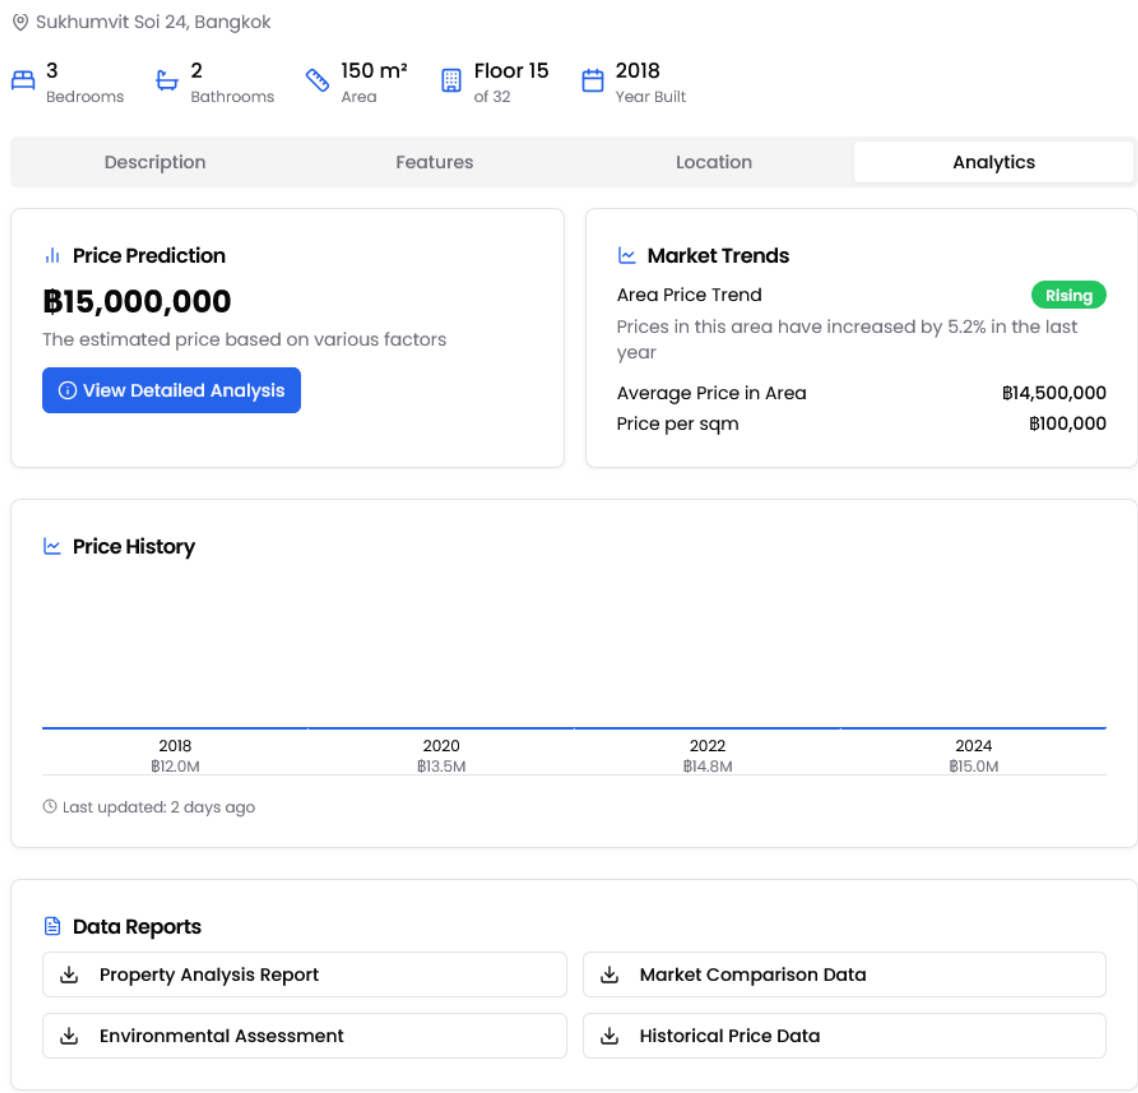 Sukhumvit Soi 24, Bangkok
3
Bedrooms
2
Bathrooms
150 m²
Area
Floor 15
of 32
2018
Year Built
Description
Features
Location
Analytics
Price Prediction
฿15,000,000
The estimated price based on various factors
View Detailed Analysis
Market Trends
Area Price Trend
Rising
Prices in this area have increased by 5.2% in the last
year
Average Price in Area
฿14,500,000
Price per sqm
฿100,000
Price History
2018
฿12.0M
2020
฿13.5M
2022
฿14.8M
2024
฿15.0M
Last updated: 2 days ago
Data Reports
Property Analysis Report
Market Comparison Data
Environmental Assessment
Historical Price Data